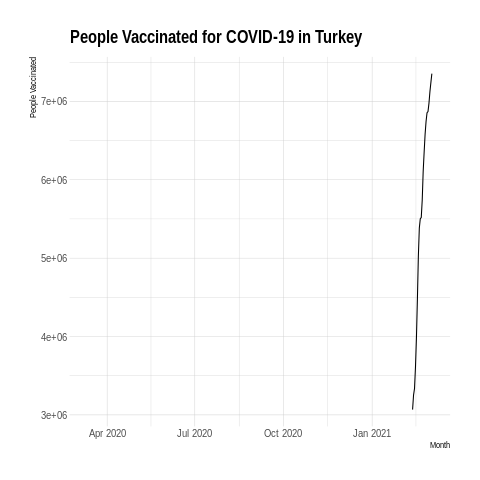 People Vaccinated for COVID-19 in Turkey
People Vaccinated
7e+06
6e+06
5e+06
4e+06
3e+06
Apr 2020
Jul 2020
Oct 2020
Jan 2021
Month